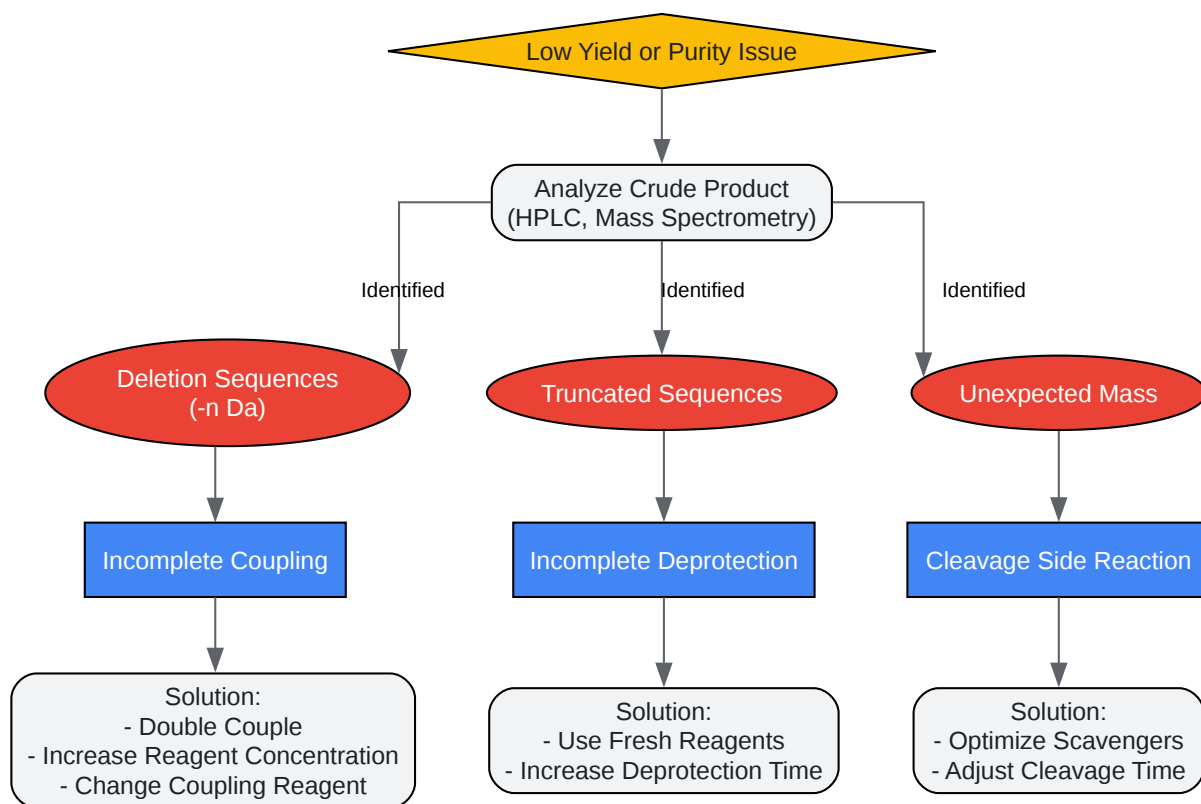 Low Yield or Purity Issue
Analyze Crude Product
(HPLC, Mass Spectrometry)
Identified
Identified
Identified
Deletion Sequences
(-n Da)
Truncated Sequences
Unexpected Mass
Incomplete Coupling
Incomplete Deprotection
Cleavage Side Reaction
Solution:
- Double Couple
- Increase Reagent Concentration
- Change Coupling Reagent
Solution:
- Use Fresh Reagents
- Increase Deprotection Time
Solution:
- Optimize Scavengers
- Adjust Cleavage Time